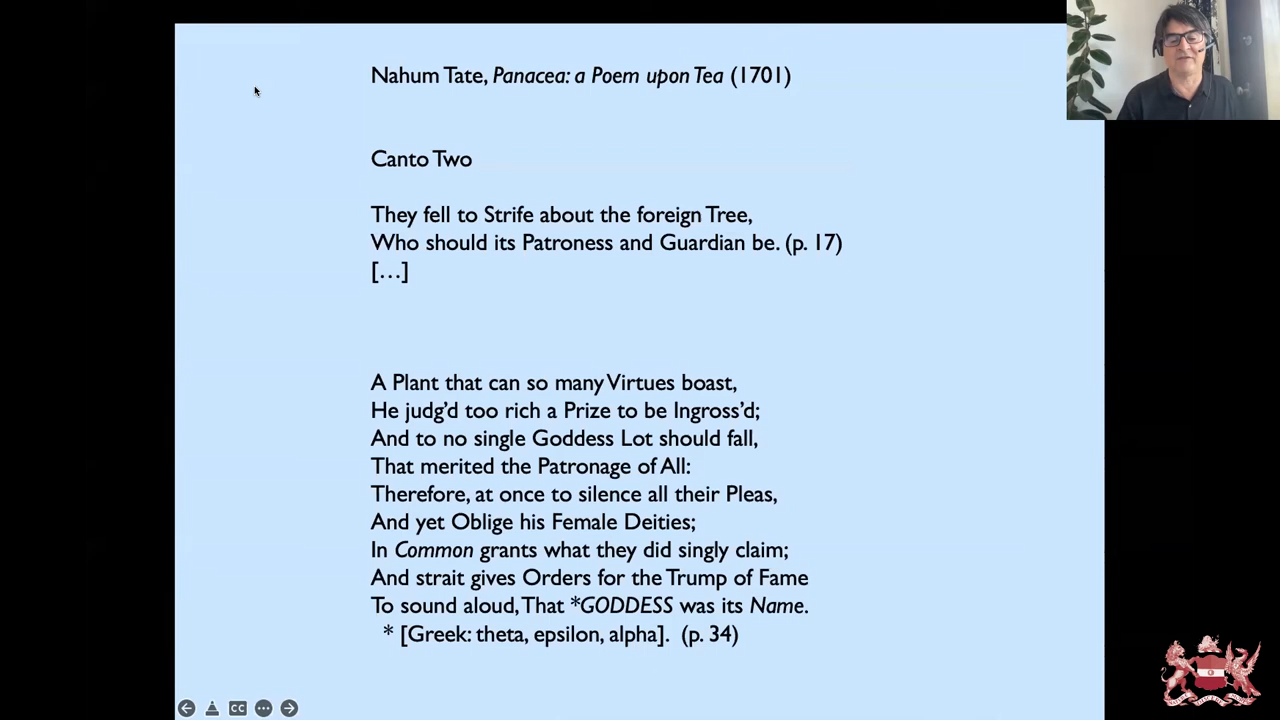 Nahum Tate, Panacea: a Poem upon Tea (1701)
Canto Two
They fell to Strife about the foreign Tree,
Who should its Patroness and Guardian be. (p. 17)
[…]
A Plant that can so many Virtues boast,
He judg’d too rich a Prize to be Ingross’d;
And to no single Goddess Lot should fall,
That merited the Patronage of All:
Therefore, at once to silence all their Pleas,
And yet Oblige his Female Deities;
In Common grants what they did singly claim;
And strait gives Orders for the Trump of Fame
To sound aloud, That *GODDESS was its Name.
* [Greek: theta, epsilon, alpha]. (p. 34)
CC